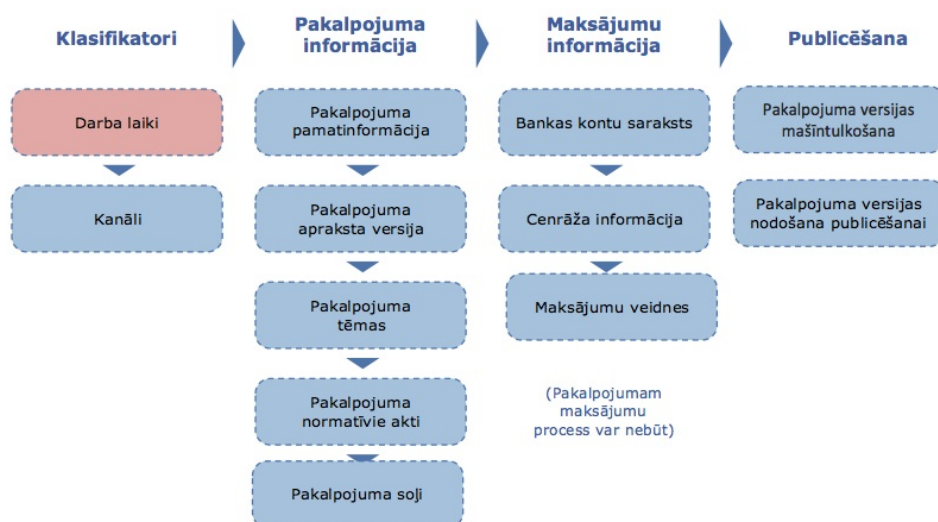 Klasifikatori
Pakalpojuma
informācija
Maksājumu
informācija
Publicēšana
Darba laiki
Kanāli
Pakalpojuma
pamatinformācija
Pakalpojuma
apraksta versija
Pakalpojuma
tēmas
Pakalpojuma
normatīvie akti
Pakalpojuma soļi
Bankas kontu saraksts
Cenrāža informācija
Maksājumu veidnes
(Pakalpojumam
maksājumu
process var nebūt)
Pakalpojuma versijas
mašīntulkošana
Pakalpojuma versijas
nodošana publicēšanai